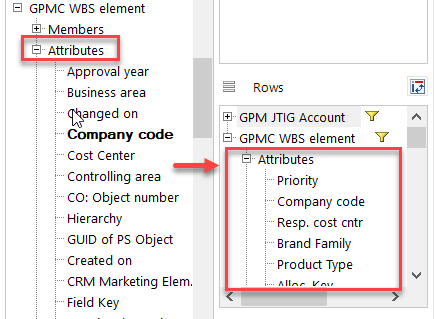 GPMC WBS element
Members
Attributes
Approval year
Business area
Changed on
Company code
Cost Center
Controlling area
CO: Object number
Hierarchy
GUID of PS Object
Created on
CRM Marketing Elem.
Field Key
Rows
GPM JTIG Account
GPMC WBS element
Attributes
Priority
Company code
Resp. cost cntr
Brand Family
Product Type
Alloc. Key